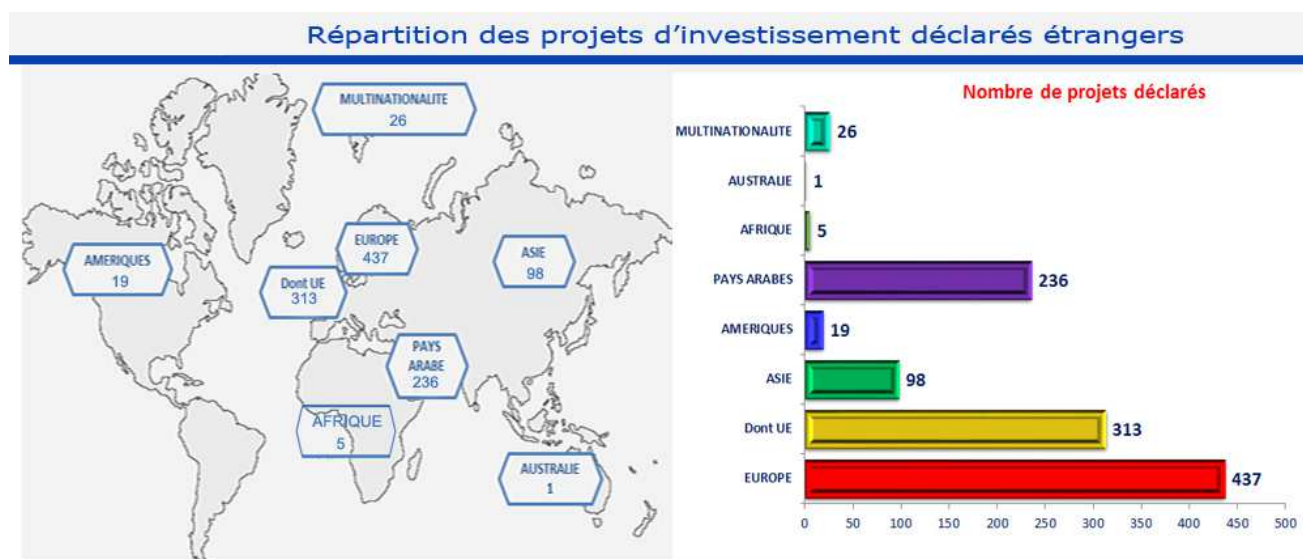 Répartition des projets d'investissement déclarés étrangers
MULTINATIONALITE
26
EUROPE
437
ASIE
98
AMERIQUES
19
Dont UE
313
PAYS
ARABE
236
AFRIQUE
5
AUSTRALIE
1
Nombre de projets déclarés
MULTINATIONALITE 26
AUSTRALIE 1
AFRIQUE 5
PAYS ARABES 236
AMERIQUES 19
ASIE 98
Dont UE 313
EUROPE 437
0 50 100 150 200 250 300 350 400 450 500